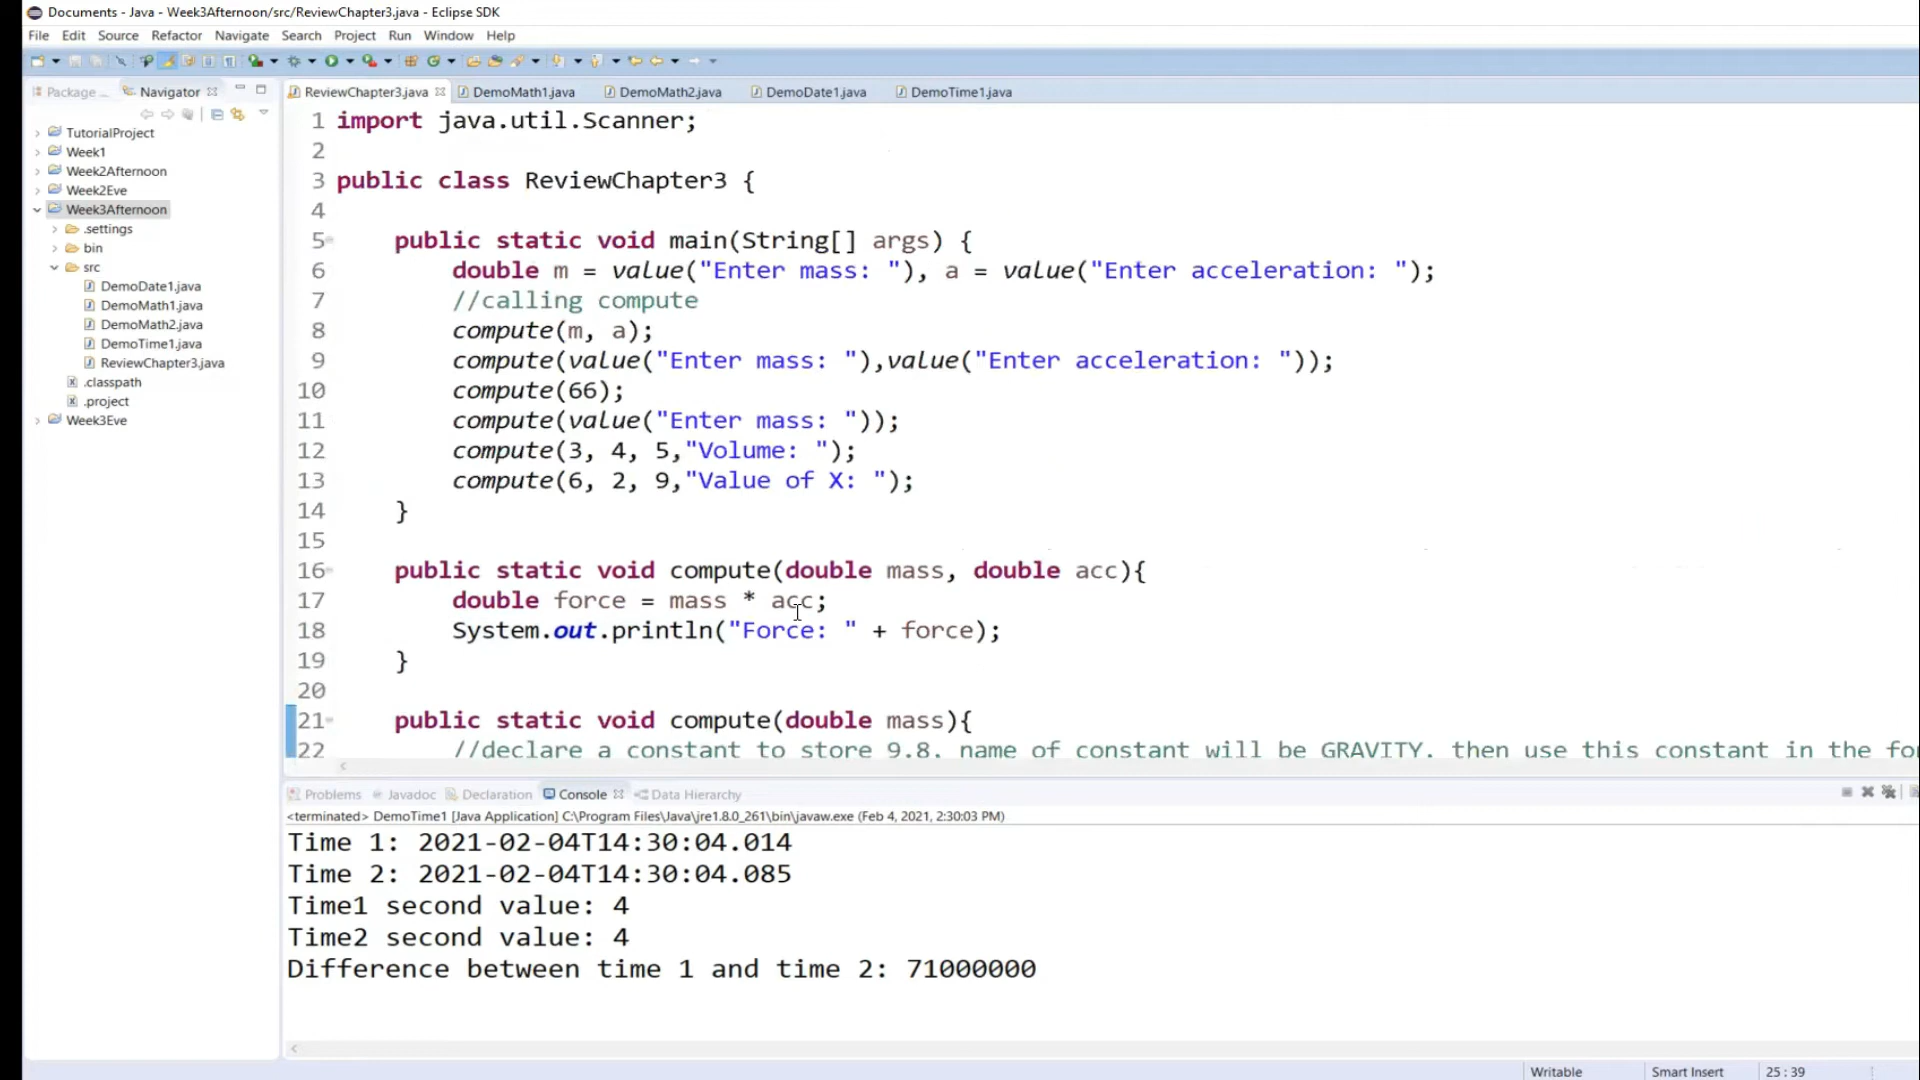 Documents - Java - Week3Afternoon/src/ReviewChapter3.java - Eclipse SDK
File Edit Source Refactor Navigate Search Project Run Window Help
Package ... Navigator
ReviewChapter3.java DemoMath1.java DemoMath2.java DemoDate1.java DemoTime1.java
TutorialProject
Week1
Week2Afternoon
Week2Eve
Week3Afternoon
.settings
bin
src
DemoDate1.java
DemoMath1.java
DemoMath2.java
DemoTime1.java
ReviewChapter3.java
.classpath
.project
Week3Eve
1 import java.util.Scanner;
2
3 public class ReviewChapter3 {
4
5 public static void main(String[] args) {
6 double m = value("Enter mass: "), a = value("Enter acceleration: ");
7 //calling compute
8 compute(m, a);
9 compute(value("Enter mass: "),value("Enter acceleration: "));
10 compute(66);
11 compute(value("Enter mass: "));
12 compute(3, 4, 5,"Volume: ");
13 compute(6, 2, 9,"Value of X: ");
14 }
15
16 public static void compute(double mass, double acc){
17 double force = mass * acc;
18 System.out.println("Force: " + force);
19 }
20
21 public static void compute(double mass){
22 //declare a constant to store 9.8. name of constant will be GRAVITY. then use this constant in the fo
Problems Javadoc Declaration Console Data Hierarchy
<terminated> DemoTime1 [Java Application] C:\Program Files\Java\jre1.8.0_261\bin\javaw.exe (Feb 4, 2021, 2:30:03 PM)
Time 1: 2021-02-04T14:30:04.014
Time 2: 2021-02-04T14:30:04.085
Time1 second value: 4
Time2 second value: 4
Difference between time 1 and time 2: 71000000
Writable Smart Insert 25 : 39